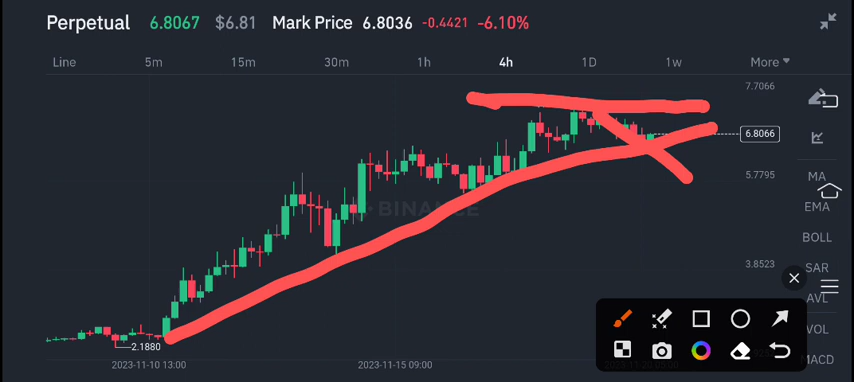 Perpetual 6.8067 $6.81 Mark Price 6.8036 -0.4421 -6.10%
Line 5m 15m 30m 1h 4h 1D 1w More
7.7066
6.8066
5.7795
MA
BINANCE
EMA
BOLL
3.8523
SAR
AVL
VOL
2.1880
MACD
2023-11-10 13:00 2023-11-15 09:00